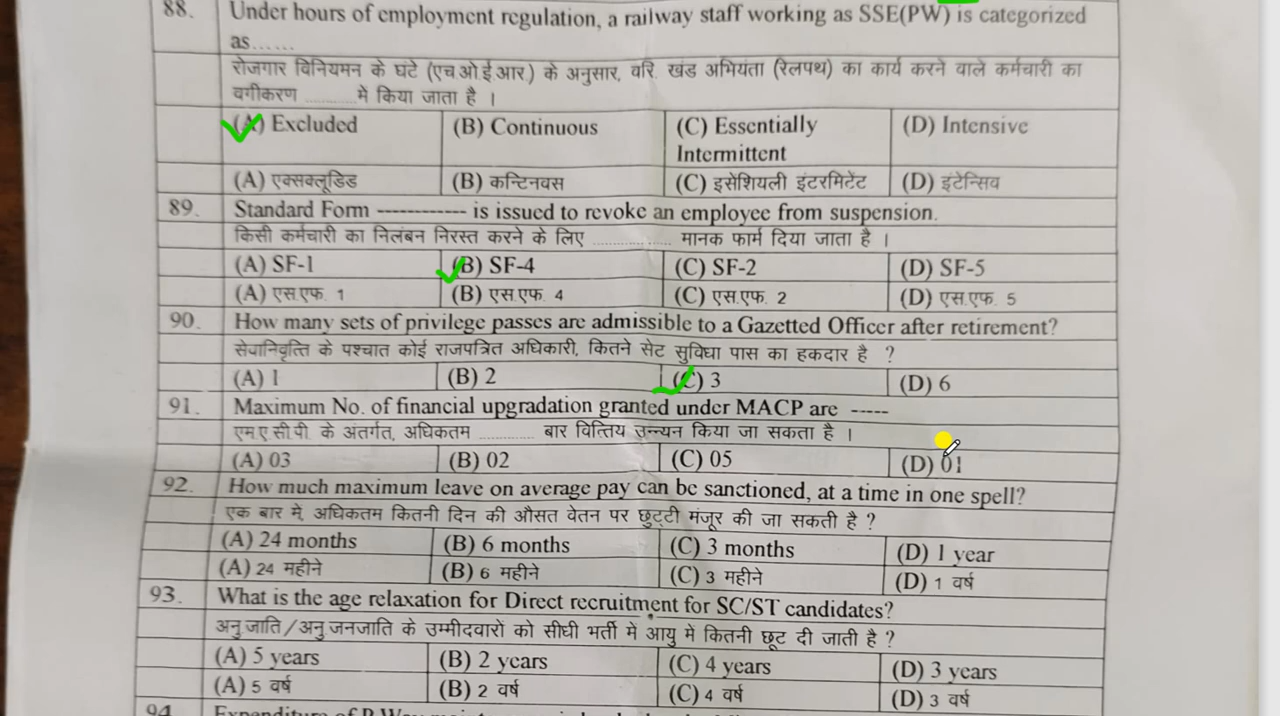 88. Under hours of employment regulation, a railway staff working as SSE(PW) is categorized
as......
रोजगार विनियमन के घंटे (एच ओ ई आर) के अनुसार, वरि. खंड अभियंता (रेलपथ) का कार्य करने वाले कर्मचारी का
वर्गीकरण ............ में किया जाता है ।
(A) Excluded (B) Continuous (C) Essentially Intermittent (D) Intensive
(A) एक्सक्लूडिड (B) कन्टिनवस (C) इसेंशियली इंटरमिटेंट (D) इंटेन्सिव
89. Standard Form ------------ is issued to revoke an employee from suspension.
किसी कर्मचारी का निलंबन निरस्त करने के लिए .................. मानक फार्म दिया जाता है ।
(A) SF-1 (B) SF-4 (C) SF-2 (D) SF-5
(A) एस.एफ. 1 (B) एस.एफ. 4 (C) एस.एफ. 2 (D) एस.एफ. 5
90. How many sets of privilege passes are admissible to a Gazetted Officer after retirement?
सेवानिवृत्ति के पश्चात कोई राजपत्रित अधिकारी, कितने सेट सुविधा पास का हकदार है ?
(A) 1 (B) 2 (C) 3 (D) 6
91. Maximum No. of financial upgradation granted under MACP are -----
एम.ए.सी.पी. के अंतर्गत, अधिकतम ............ बार वित्तिय उन्न्यन किया जा सकता है ।
(A) 03 (B) 02 (C) 05 (D) 01
92. How much maximum leave on average pay can be sanctioned, at a time in one spell?
एक बार में, अधिकतम कितनी दिन की औसत वेतन पर छुट्टी मंजूर की जा सकती है ?
(A) 24 months (B) 6 months (C) 3 months (D) 1 year
(A) 24 महीने (B) 6 महीने (C) 3 महीने (D) 1 वर्ष
93. What is the age relaxation for Direct recruitment for SC/ST candidates?
अनु.जाति/अनु.जनजाति के उम्मीदवारों को सीधी भर्ती में आयु में कितनी छूट दी जाती है ?
(A) 5 years (B) 2 years (C) 4 years (D) 3 years
(A) 5 वर्ष (B) 2 वर्ष (C) 4 वर्ष (D) 3 वर्ष
94. Expenditure of P.Way